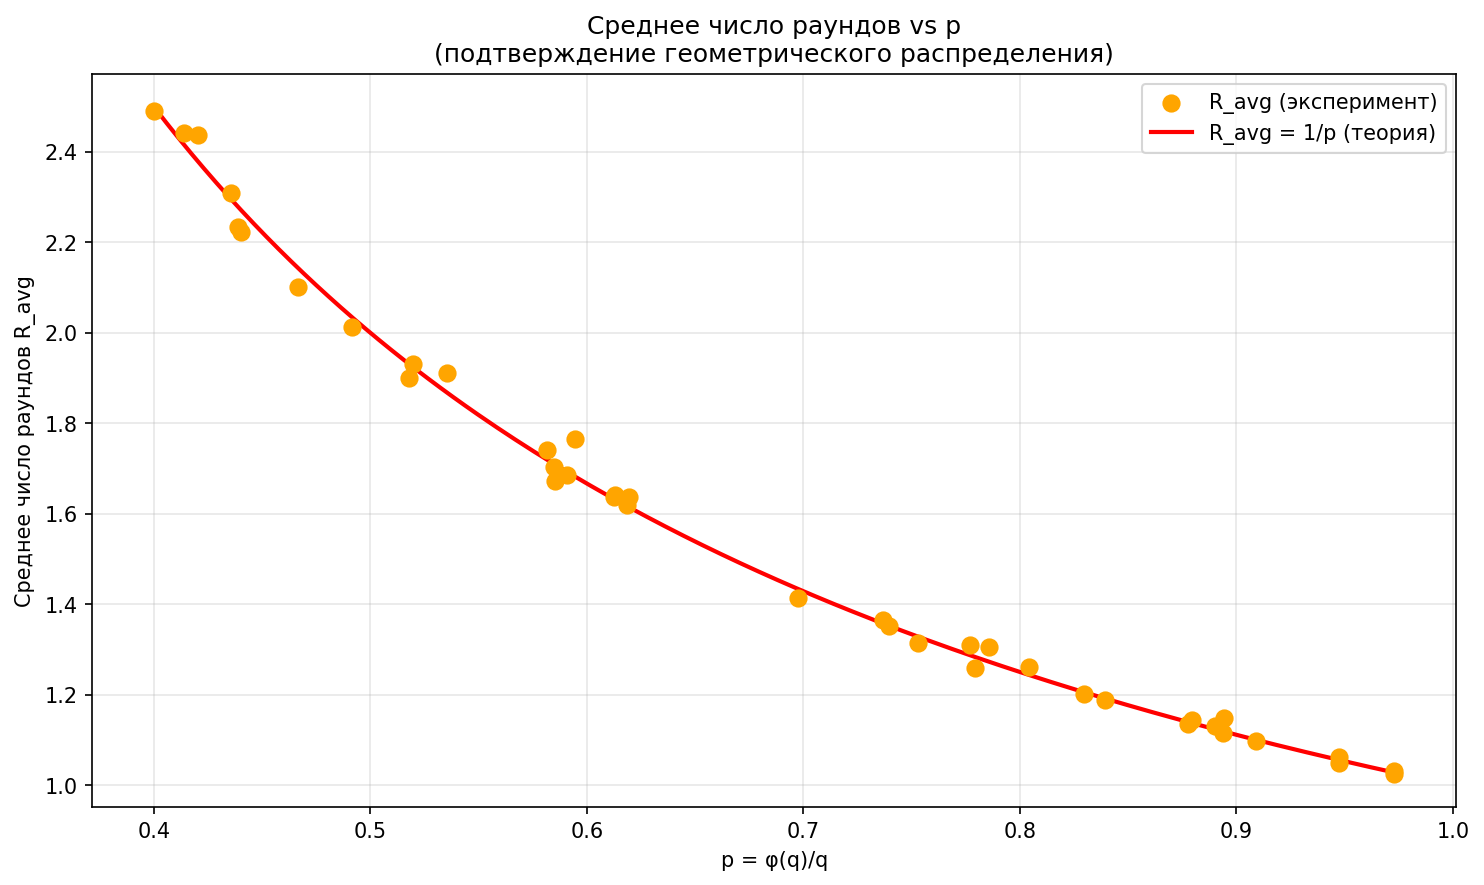 Среднее число раундов vs p
(подтверждение геометрического распределения)
R_avg (эксперимент)
R_avg = 1/p (теория)
Среднее число раундов R_avg
2.4
2.2
2.0
1.8
1.6
1.4
1.2
1.0
0.4
0.5
0.6
0.7
0.8
0.9
1.0
p = φ(q)/q